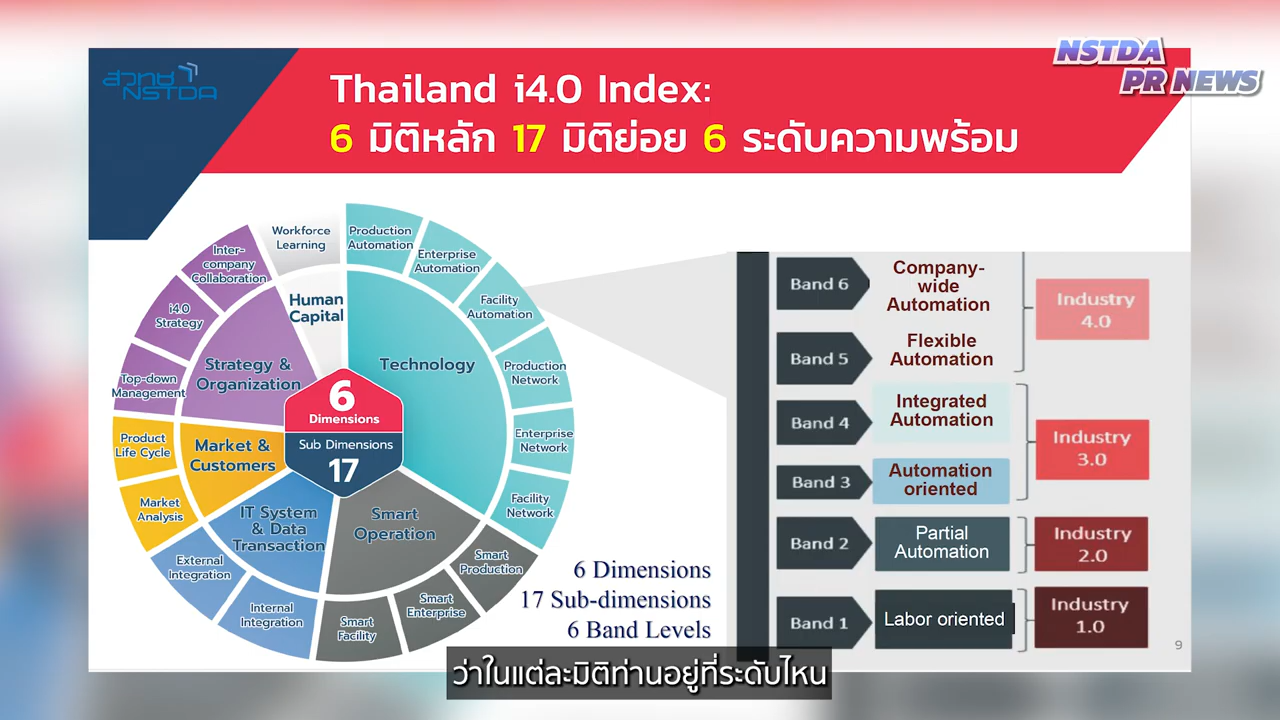 สวทช
NSTDA
NSTDA
PR NEWS
Thailand i4.0 Index:
6 มิติหลัก 17 มิติย่อย 6 ระดับความพร้อม
Workforce
Learning
Production
Automation
Enterprise
Automation
Facility
Automation
Production
Network
Enterprise
Network
Facility
Network
Smart
Production
Smart
Enterprise
Smart
Facility
Internal
Integration
External
Integration
Market
Analysis
Product
Life Cycle
Top-down
Management
i4.0
Strategy
Inter-
company
Collaboration
Human
Capital
Technology
Smart
Operation
IT System
& Data
Transaction
Market &
Customers
Strategy &
Organization
6
Dimensions
Sub Dimensions
17
6 Dimensions
17 Sub-dimensions
6 Band Levels
Band 6
Company-
wide
Automation
Industry
4.0
Band 5
Flexible
Automation
Band 4
Integrated
Automation
Industry
3.0
Band 3
Automation
oriented
Band 2
Partial
Automation
Industry
2.0
Band 1
Labor oriented
Industry
1.0
9
ว่าในแต่ละมิติท่านอยู่ที่ระดับไหน